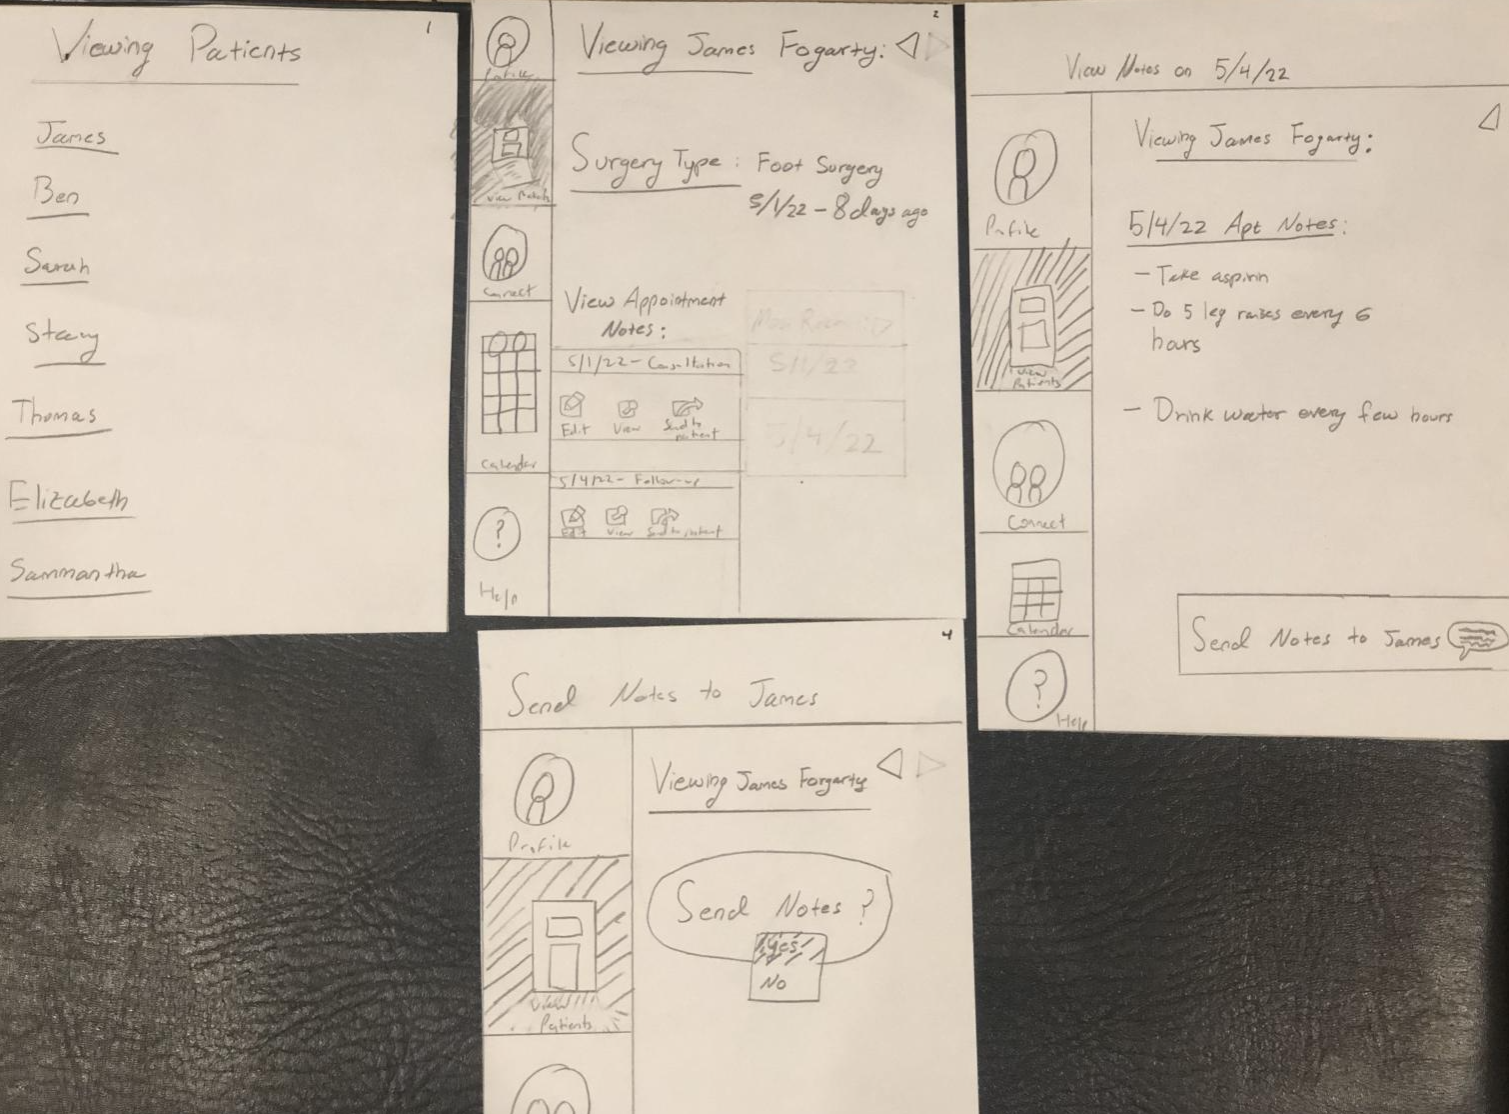 1
Viewing Patients
James
Ben
Sarah
Stacy
Thomas
Elizabeth
Sammantha
2
Profile
View Patients
Connect
Calendar
?
Help
Viewing James Fogarty:
Surgery Type: Foot Surgery
5/1/22 - 8 days ago
View Appointment
Notes:
5/1/22 - Consultation
Edit View Send to
patient
5/4/22 - Follow-up
Edit View Send to patient
5/1/22
5/4/22
View Notes on 5/4/22
Profile
View
Patients
Connect
Calendar
?
Help
Viewing James Fogarty:
5/4/22 Apt Notes:
- Take aspirin
- Do 5 leg raises every 6
hours
- Drink water every few hours
Send Notes to James
4
Send Notes to James
Profile
View
Patients
Viewing James Forgarty
Send Notes?
Yes
No